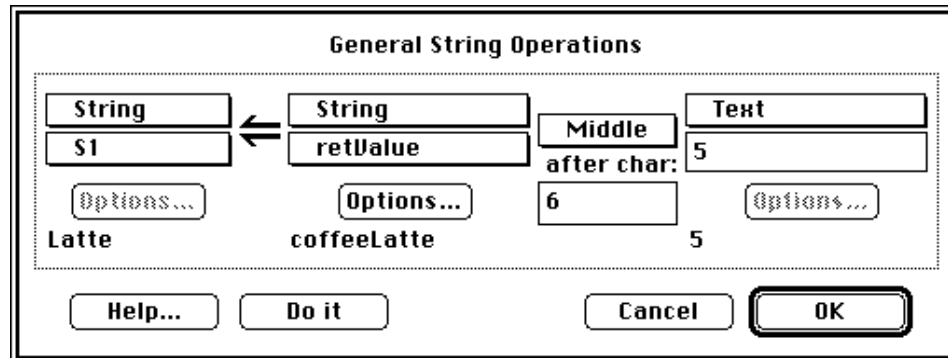 General String Operations
String String Text
S1 retValue Middle 5
after char:
Options... Options... 6 Options...
Latte coffeeLatte 5
Help... Do it Cancel OK